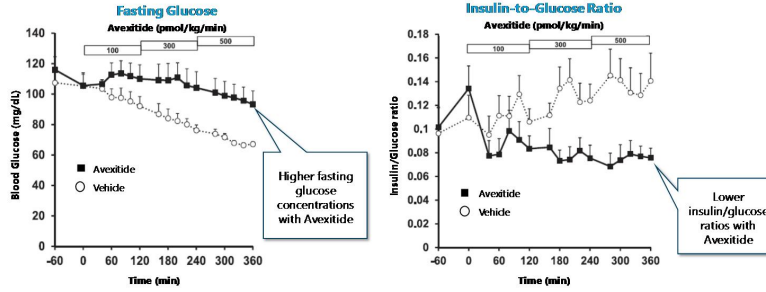 Fasting Glucose
Avexitide (pmol/kg/min)
100
300
500
Blood Glucose (mg/dL)
140
120
100
80
60
40
20
0
-60
0
60
120
180
240
300
360
Time (min)
Avexitide
Vehicle
Higher fasting
glucose
concentrations
with Avexitide
Insulin-to-Glucose Ratio
Avexitide (pmol/kg/min)
100
300
500
Insulin/Glucose ratio
0.18
0.16
0.14
0.12
0.1
0.08
0.06
0.04
0.02
0
-60
0
60
120
180
240
300
360
Time (min)
Avexitide
Vehicle
Lower
insulin/glucose
ratios with
Avexitide